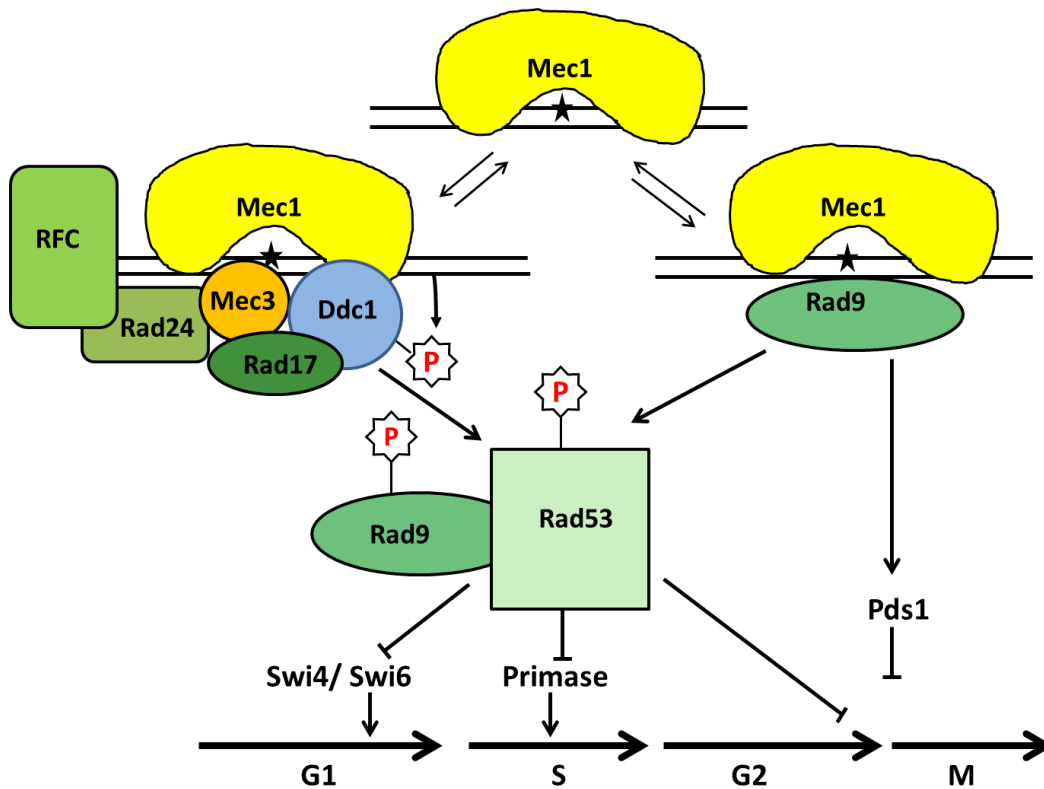 Mec1
Mec1
Mec1
RFC
Mec3
Ddc1
Rad9
Rad24
Rad17
P
P
P
Rad9
Rad53
Pds1
Swi4/ Swi6
Primase
G1
S
G2
M